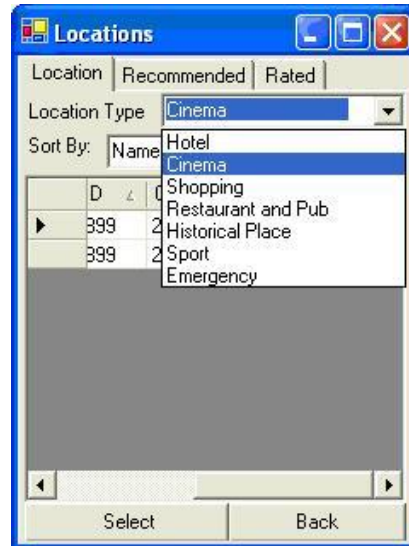 Locations
Location Recommended Rated
Location Type Cinema
Sort By: Name
Hotel
Cinema
Shopping
Restaurant and Pub
Historical Place
Sport
Emergency
D
399 2
399 2
Select Back